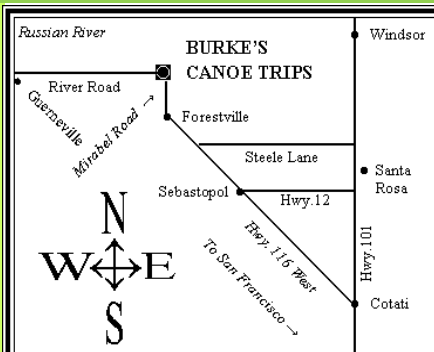 Russian River
Windsor
BURKE'S
CANOE TRIPS
River Road
Guerneville
Mirabel Road →
Forestville
Steele Lane
Santa
Rosa
Sebastopol
Hwy.12
N
W E
S
Hwy. 116 West
Hwy.101
To San Francisco →
Cotati